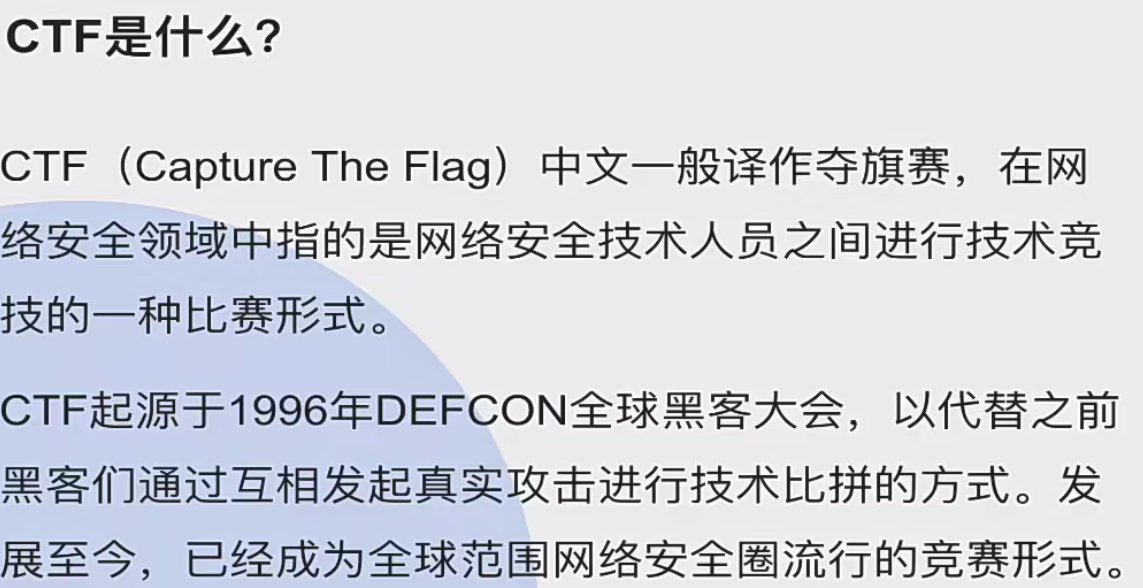 CTF是什么?
CTF（Capture The Flag）中文一般译作夺旗赛，在网
络安全领域中指的是网络安全技术人员之间进行技术竞
技的一种比赛形式。
CTF起源于1996年DEFCON全球黑客大会，以代替之前
黑客们通过互相发起真实攻击进行技术比拼的方式。发
展至今，已经成为全球范围网络安全圈流行的竞赛形式。